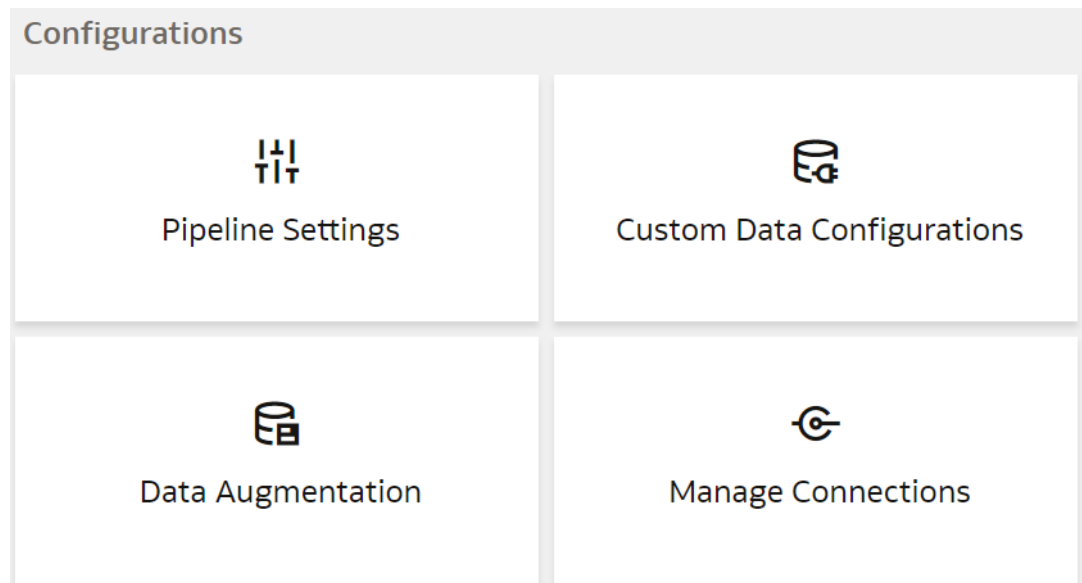 Configurations
Pipeline Settings
Custom Data Configurations
Data Augmentation
Manage Connections